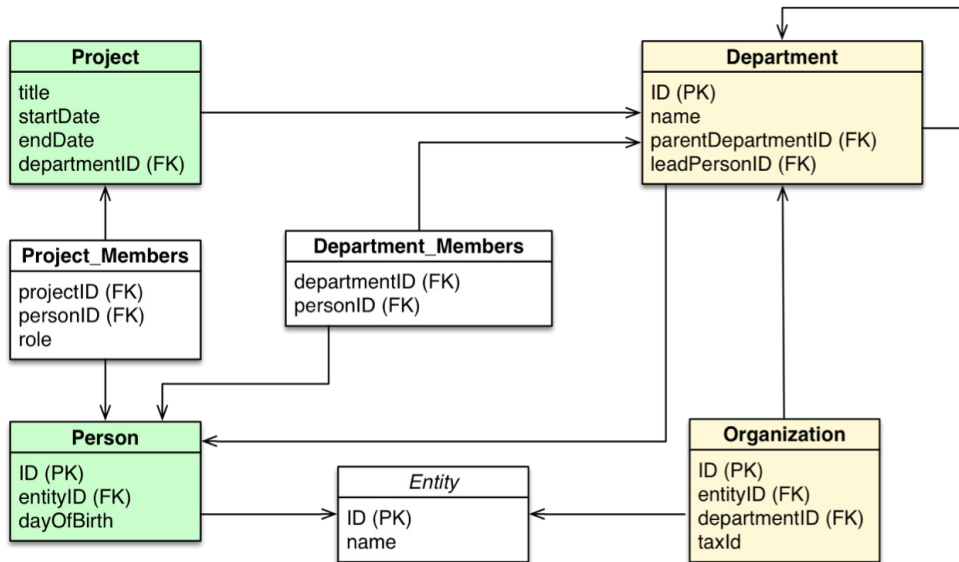 Project
title
startDate
endDate
departmentID (FK)
Department
ID (PK)
name
parentDepartmentID (FK)
leadPersonID (FK)
Project_Members
projectID (FK)
personID (FK)
role
Department_Members
departmentID (FK)
personID (FK)
Person
ID (PK)
entityID (FK)
dayOfBirth
Entity
ID (PK)
name
Organization
ID (PK)
entityID (FK)
departmentID (FK)
taxId